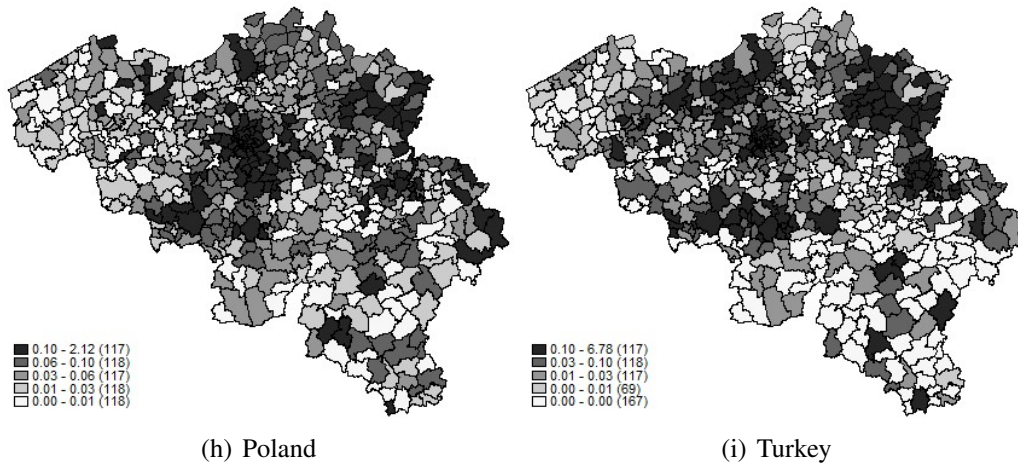 0.10 - 2.12 (117)
0.06 - 0.10 (118)
0.03 - 0.06 (117)
0.01 - 0.03 (118)
0.00 - 0.01 (118)
(h) Poland
0.10 - 6.78 (117)
0.03 - 0.10 (118)
0.01 - 0.03 (117)
0.00 - 0.01 (69)
0.00 - 0.00 (167)
(i) Turkey